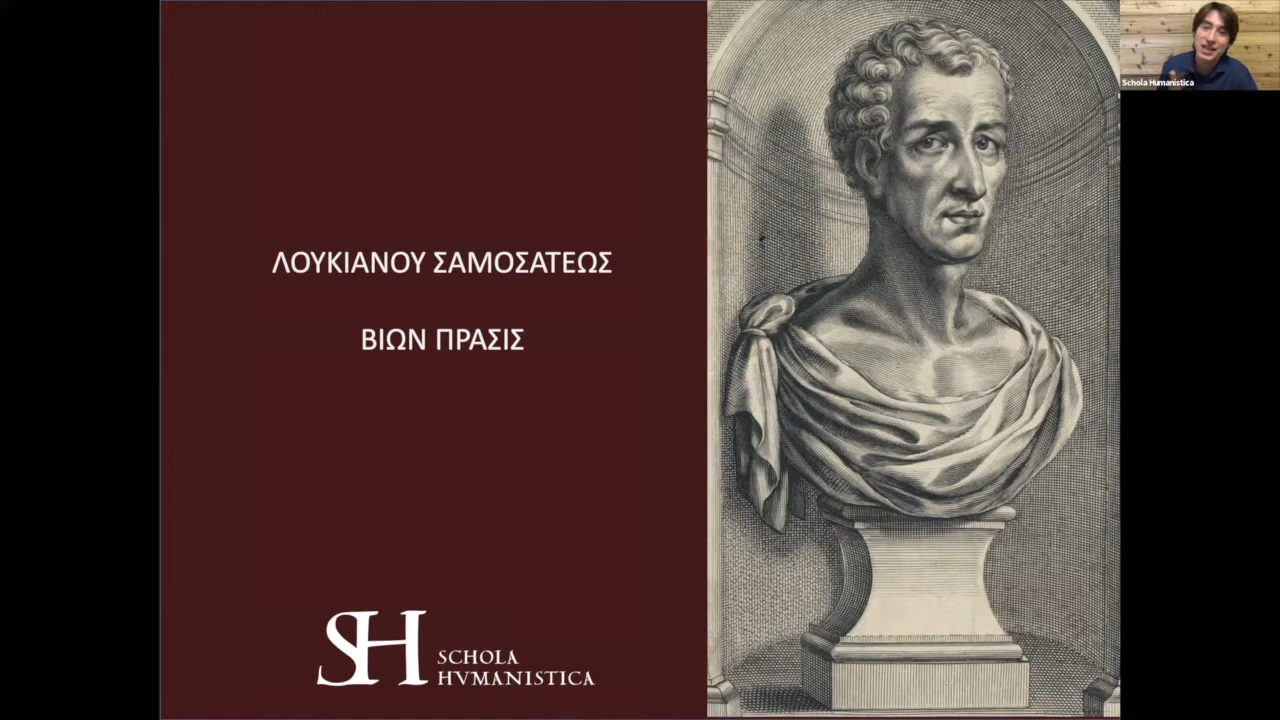 ΛΟΥΚΙΑΝΟΥ ΣΑΜΟΣΑΤΕΩΣ
ΒΙΩΝ ΠΡΑΣΙΣ
SH
SCHOLA
HVMANISTICA
Schola Humanistica